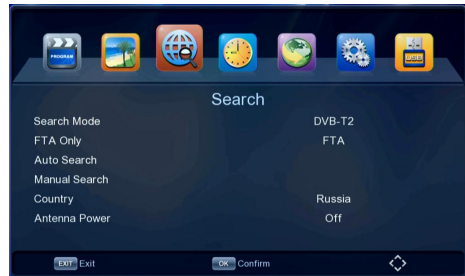 PROGRAM
USB
Search
Search Mode DVB-T2
FTA Only FTA
Auto Search
Manual Search
Country Russia
Antenna Power Off
EXIT Exit OK Confirm